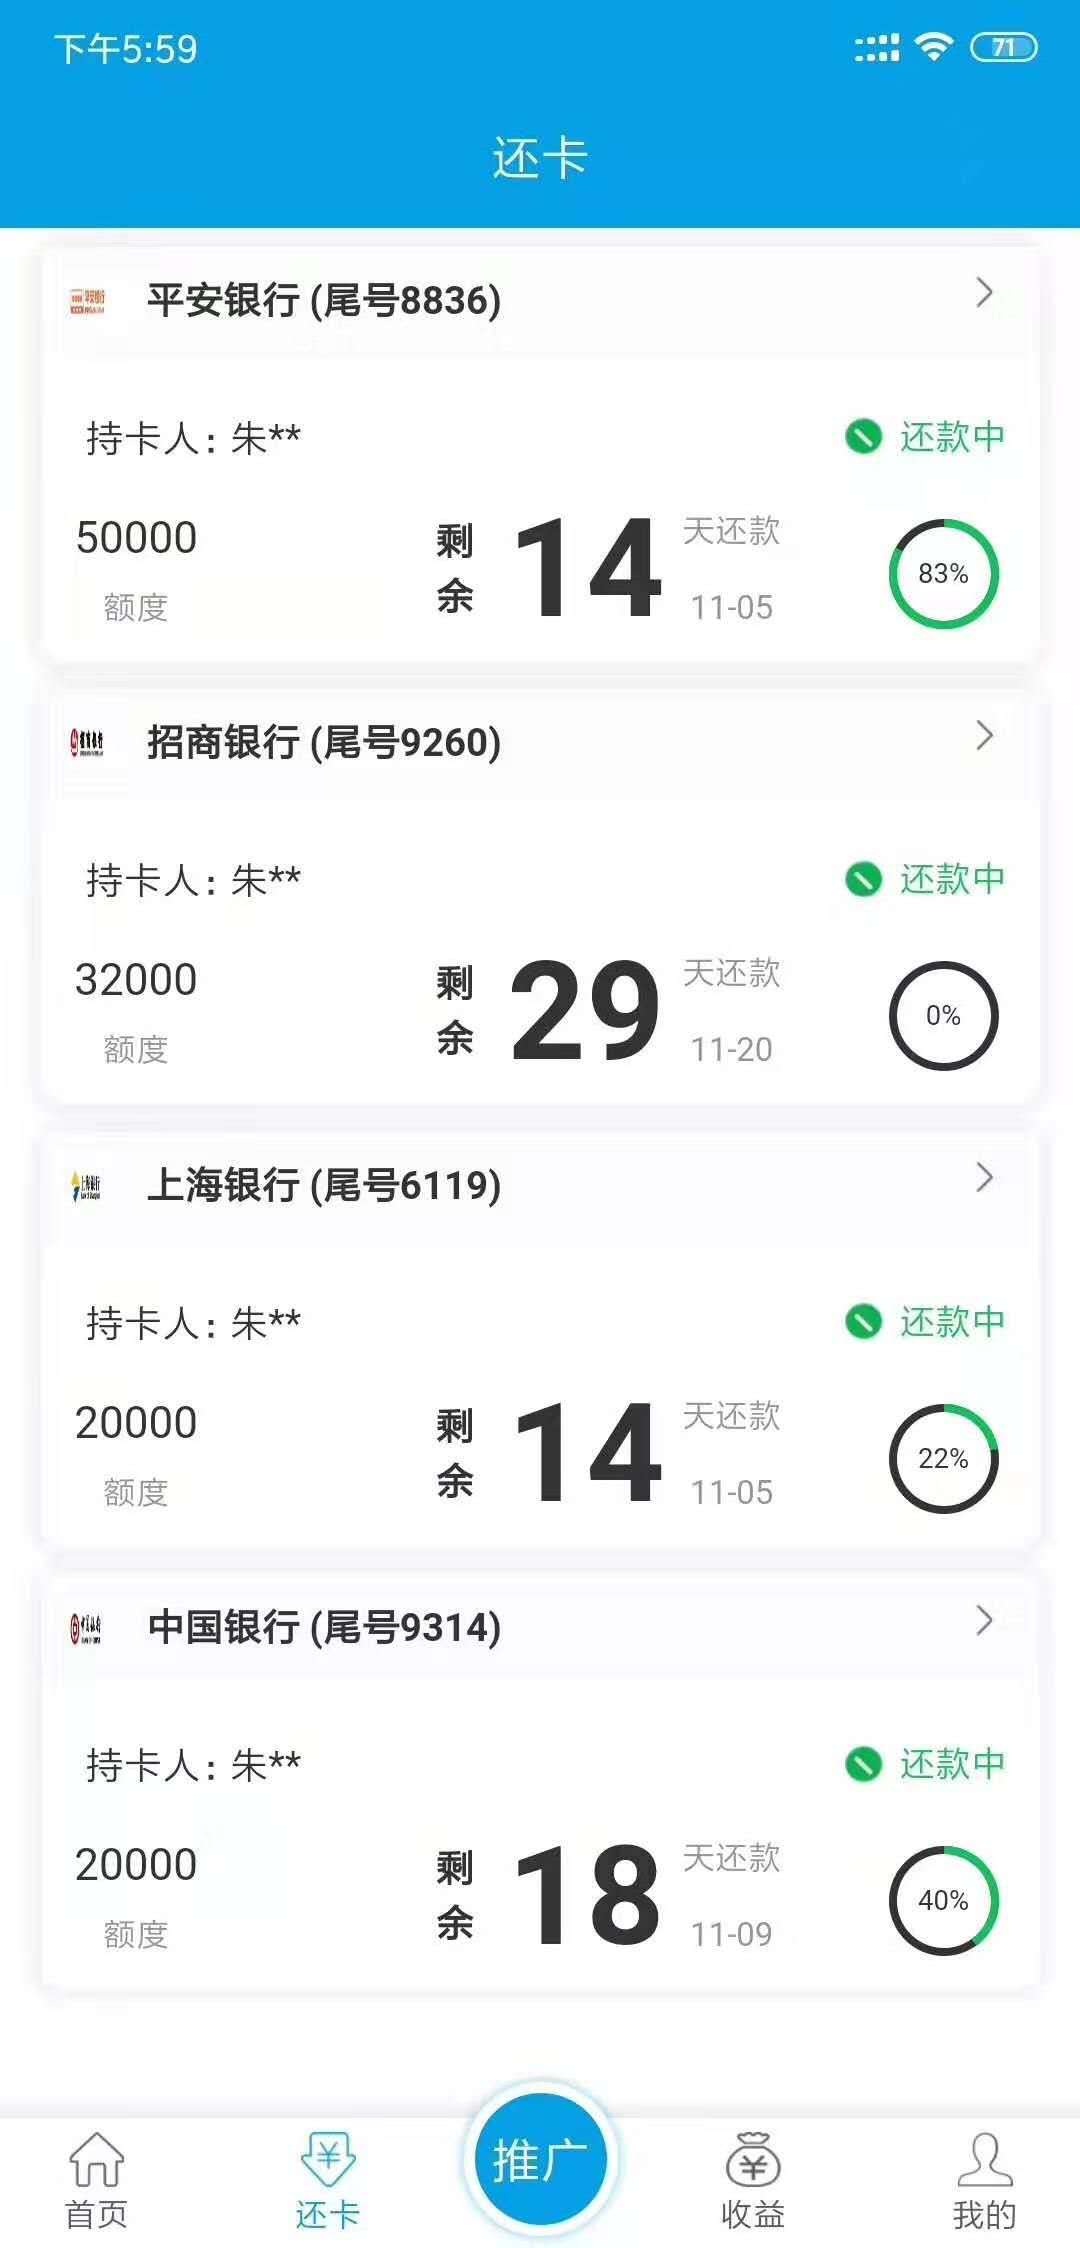 下午5:59
71
还卡
平安银行 (尾号8836)
持卡人: 朱**
还款中
50000
额度
剩余
14
天还款
11-05
83%
招商银行
招商银行 (尾号9260)
持卡人: 朱**
还款中
32000
额度
剩余
29
天还款
11-20
0%
上海银行 (尾号6119)
持卡人: 朱**
还款中
20000
额度
剩余
14
天还款
11-05
22%
中国银行 (尾号9314)
持卡人: 朱**
还款中
20000
额度
剩余
18
天还款
11-09
40%
首页
还卡
推广
收益
我的